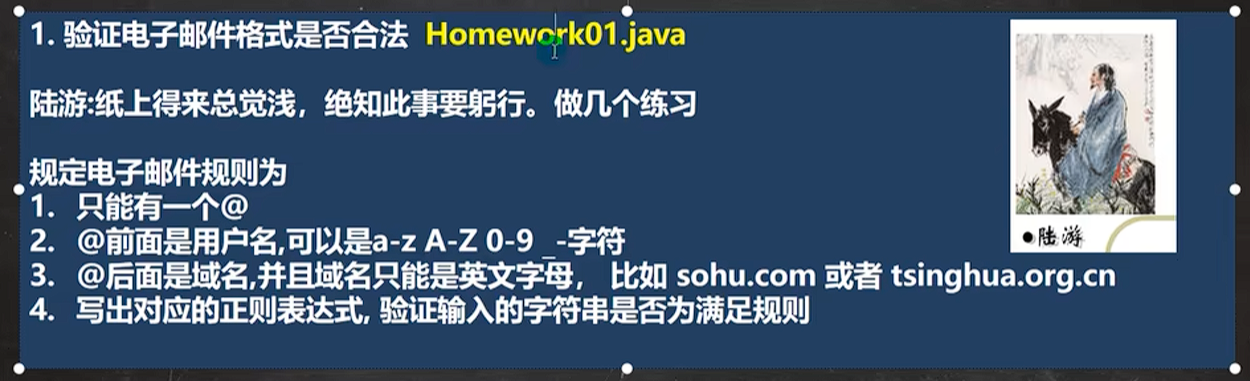 1. 验证电子邮件格式是否合法 Homework01.java
陆游:纸上得来总觉浅，绝知此事要躬行。做几个练习
规定电子邮件规则为
1. 只能有一个@
2. @前面是用户名,可以是a-z A-Z 0-9 _-字符
3. @后面是域名,并且域名只能是英文字母， 比如 sohu.com 或者 tsinghua.org.cn
4. 写出对应的正则表达式, 验证输入的字符串是否为满足规则
●陆游